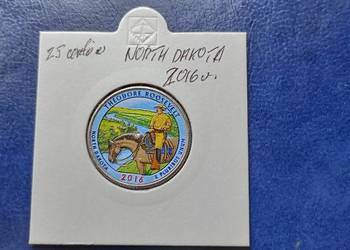 25 centów NORTH DAKOTA
2016r.
THEODORE ROOSEVELT
NORTH DAKOTA
2016
E PLURIBUS UNUM